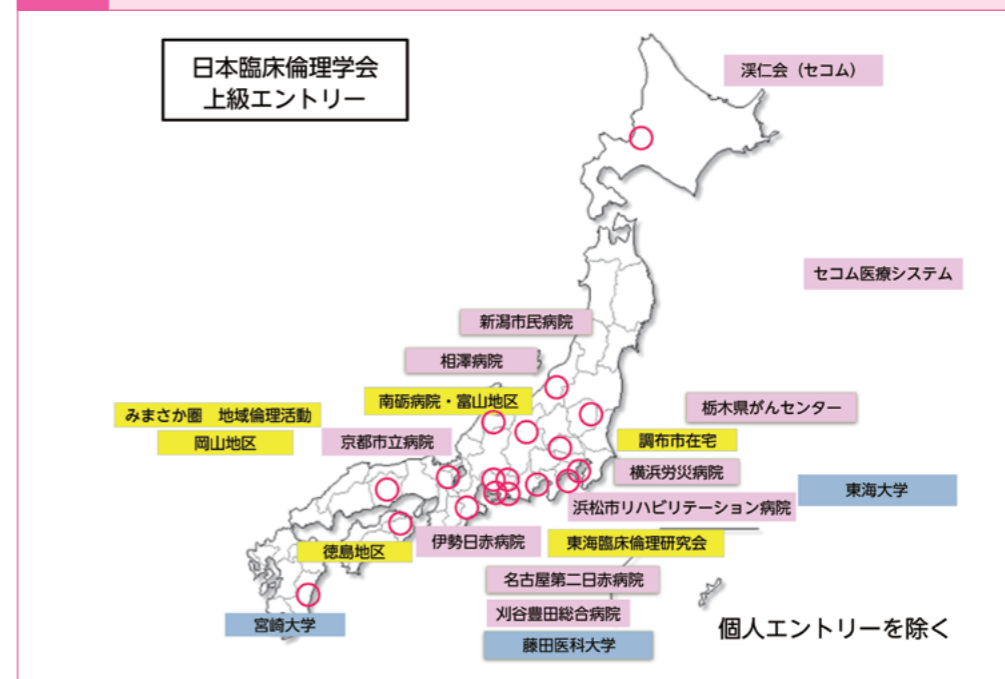 日本臨床倫理学会
上級エントリー
渓仁会（セコム）
セコム医療システム
新潟市民病院
相澤病院
南砺病院・富山地区
栃木県がんセンター
みまさか圏　地域倫理活動
岡山地区
京都市立病院
調布市在宅
横浜労災病院
東海大学
浜松市リハビリテーション病院
伊勢日赤病院
東海臨床倫理研究会
徳島地区
名古屋第二日赤病院
刈谷豊田総合病院
宮崎大学
藤田医科大学
個人エントリーを除く